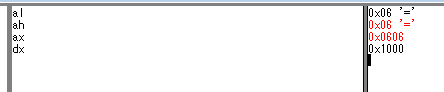 al 0x06 '='
ah 0x06 '='
ax 0x0606
dx 0x1000